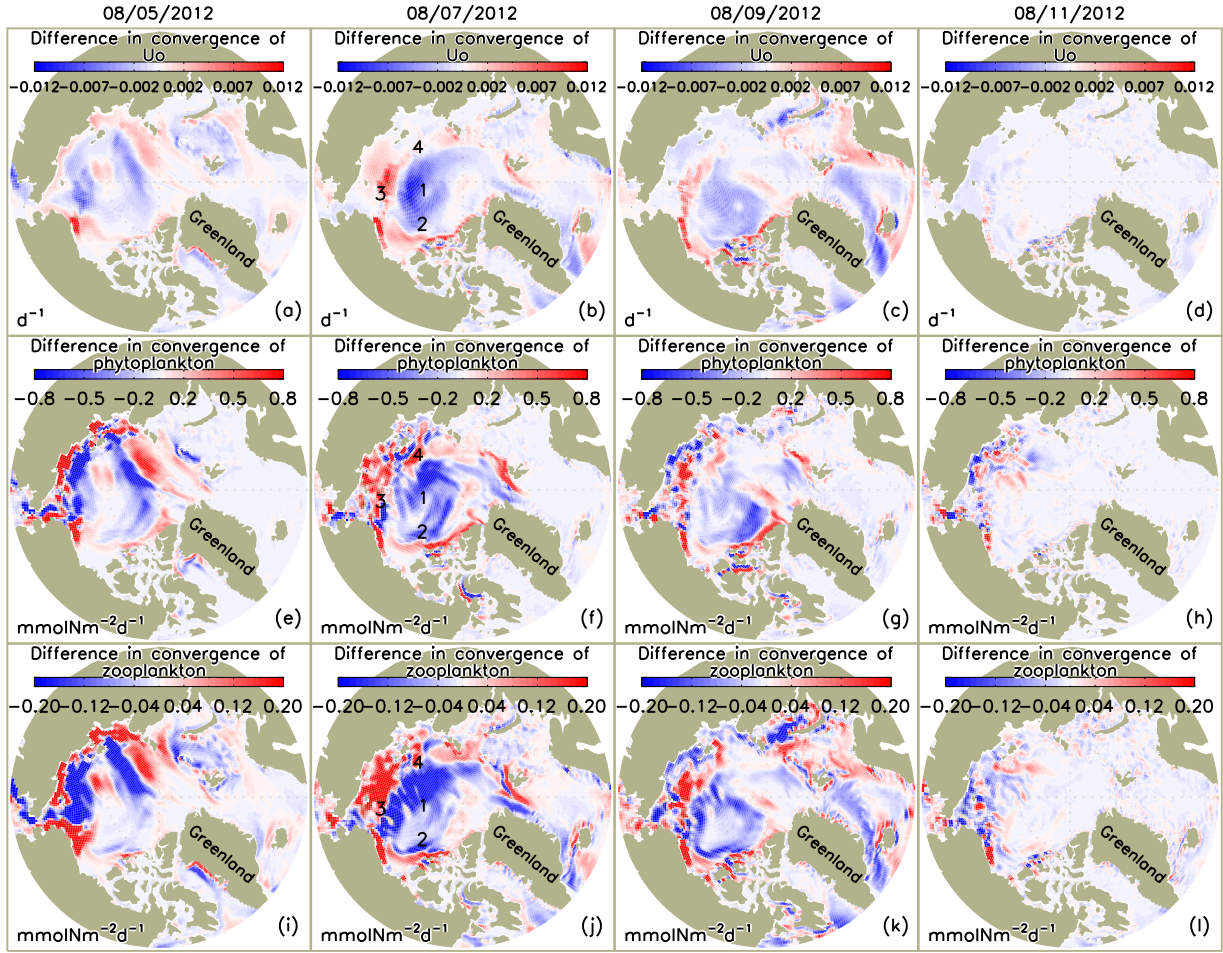 08/05/2012 08/07/2012 08/09/2012 08/11/2012
Difference in convergence of
Uo
−0.012−0.007−0.002 0.002 0.007 0.012
Greenland
d⁻¹ (a)
Difference in convergence of
Uo
−0.012−0.007−0.002 0.002 0.007 0.012
4
3 1
2
Greenland
d⁻¹ (b)
Difference in convergence of
Uo
−0.012−0.007−0.002 0.002 0.007 0.012
Greenland
d⁻¹ (c)
Difference in convergence of
Uo
−0.012−0.007−0.002 0.002 0.007 0.012
Greenland
d⁻¹ (d)
Difference in convergence of
phytoplankton
−0.8 −0.5 −0.2 0.2 0.5 0.8
Greenland
mmolNm⁻²d⁻¹ (e)
Difference in convergence of
phytoplankton
−0.8 −0.5 −0.2 0.2 0.5 0.8
4
3 1
2
Greenland
mmolNm⁻²d⁻¹ (f)
Difference in convergence of
phytoplankton
−0.8 −0.5 −0.2 0.2 0.5 0.8
Greenland
mmolNm⁻²d⁻¹ (g)
Difference in convergence of
phytoplankton
−0.8 −0.5 −0.2 0.2 0.5 0.8
Greenland
mmolNm⁻²d⁻¹ (h)
Difference in convergence of
zooplankton
−0.20−0.12−0.04 0.04 0.12 0.20
Greenland
mmolNm⁻²d⁻¹ (i)
Difference in convergence of
zooplankton
−0.20−0.12−0.04 0.04 0.12 0.20
4
3 1
2
Greenland
mmolNm⁻²d⁻¹ (j)
Difference in convergence of
zooplankton
−0.20−0.12−0.04 0.04 0.12 0.20
Greenland
mmolNm⁻²d⁻¹ (k)
Difference in convergence of
zooplankton
−0.20−0.12−0.04 0.04 0.12 0.20
Greenland
mmolNm⁻²d⁻¹ (l)